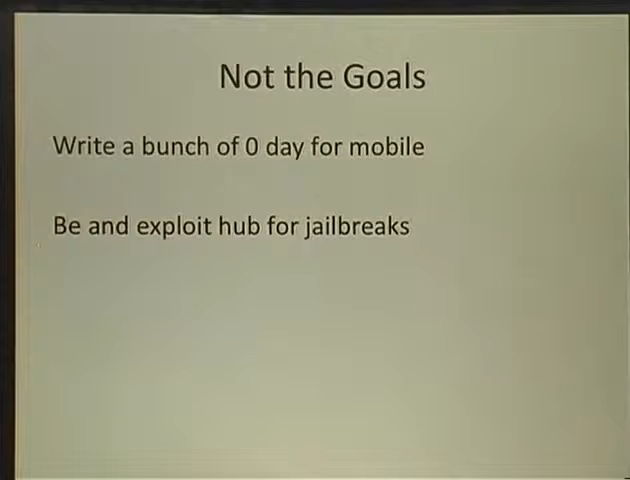 Not the Goals
Write a bunch of 0 day for mobile
Be and exploit hub for jailbreaks